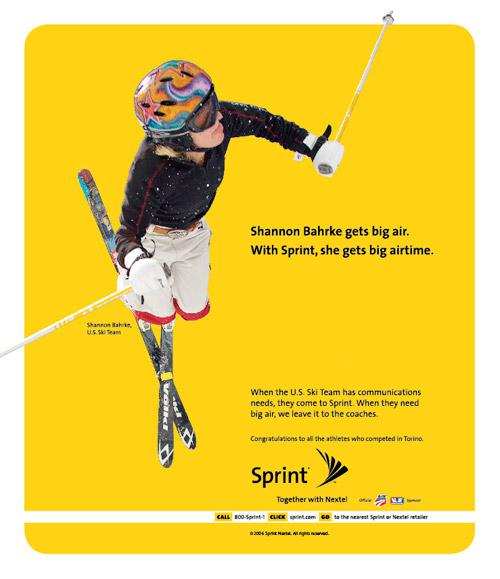 Shannon Bahrke gets big air.
With Sprint, she gets big airtime.
Shannon Bahrke,
U.S. Ski Team
VÖLKL
When the U.S. Ski Team has communications
needs, they come to Sprint. When they need
big air, we leave it to the coaches.
Congratulations to all the athletes who competed in Torino.
Sprint
Together with Nextel
Official Sponsor
CALL 800-Sprint-1 CLICK sprint.com GO to the nearest Sprint or Nextel retailer
©2006 Sprint Nextel. All rights reserved.